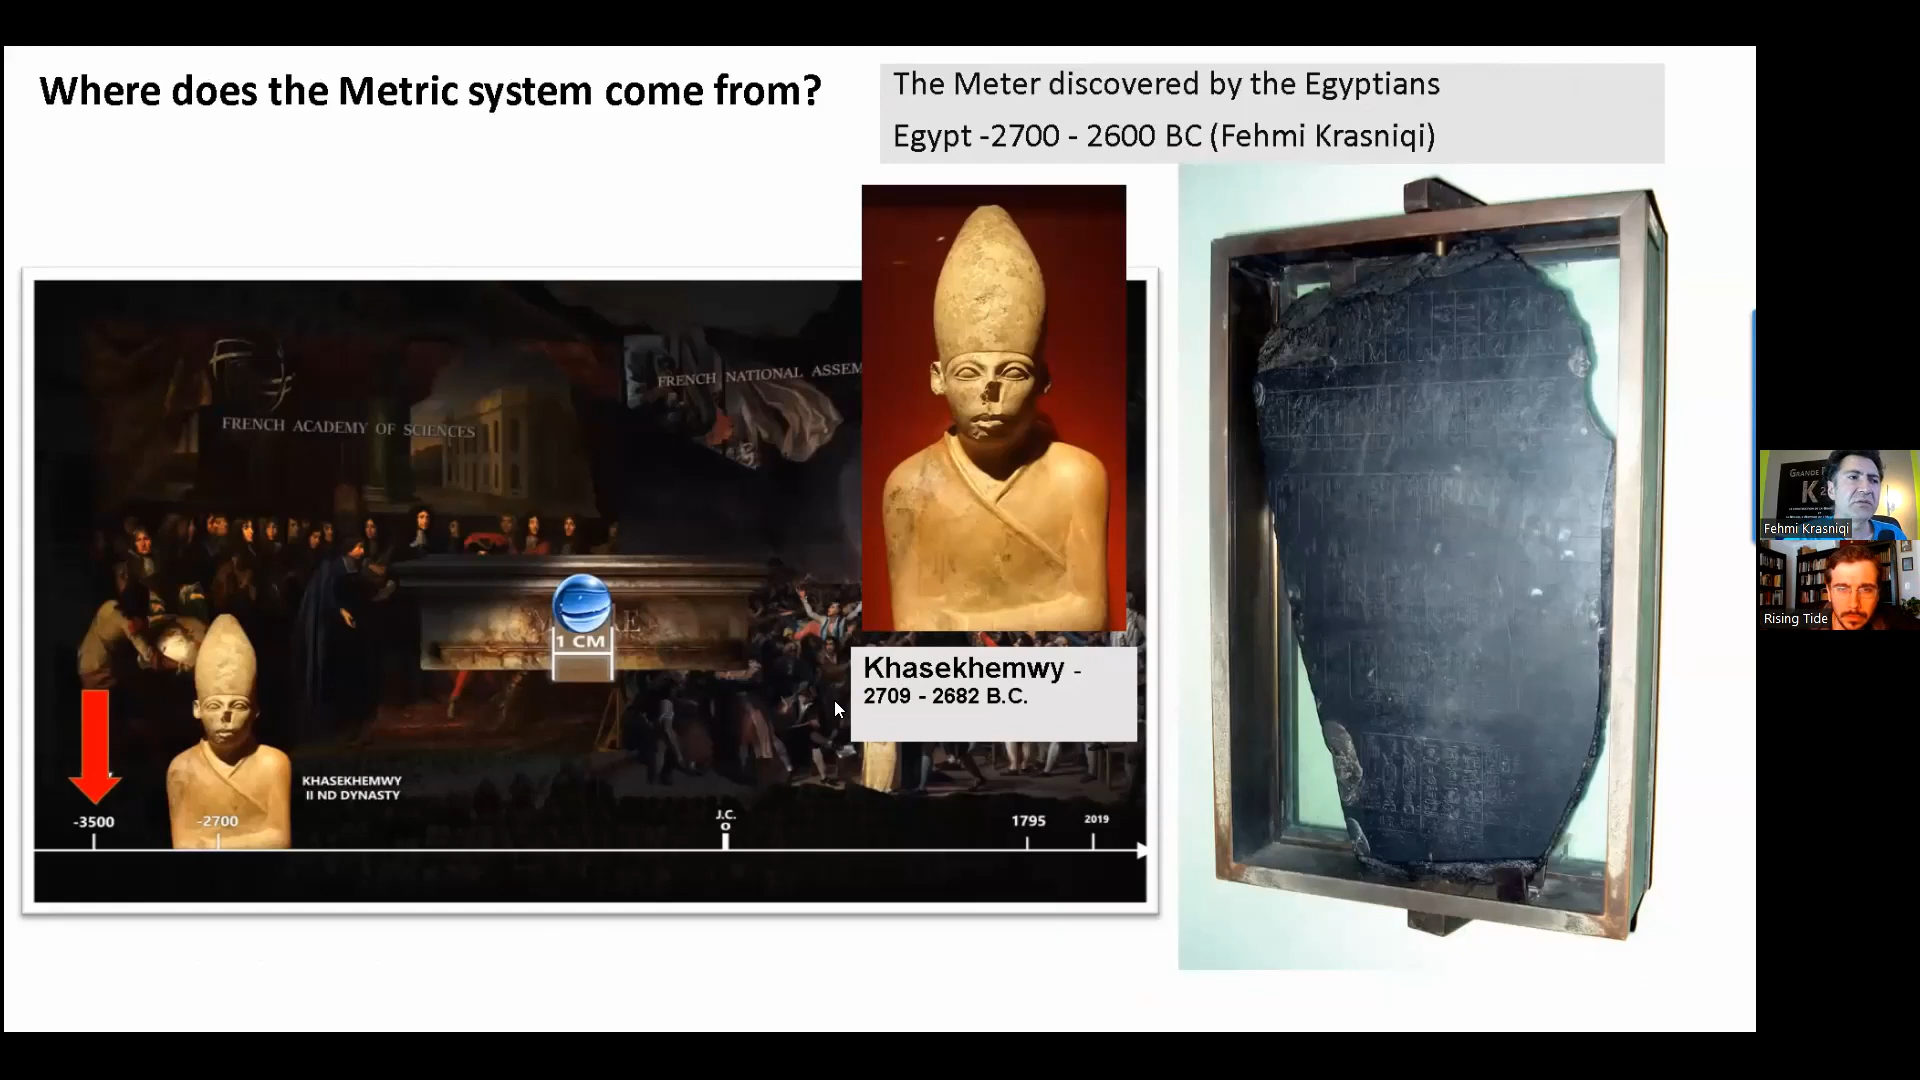 Where does the Metric system come from?
The Meter discovered by the Egyptians
Egypt -2700 - 2600 BC (Fehmi Krasniqi)
FRENCH ACADEMY OF SCIENCES
FRENCH NATIONAL ASSEM
1 CM
Khasekhemwy -
2709 - 2682 B.C.
KHASEKHEMWY
II ND DYNASTY
-3500
-2700
J.C.
0
1795
2019
GRANDE
K
Fehmi Krasniqi
Rising Tide